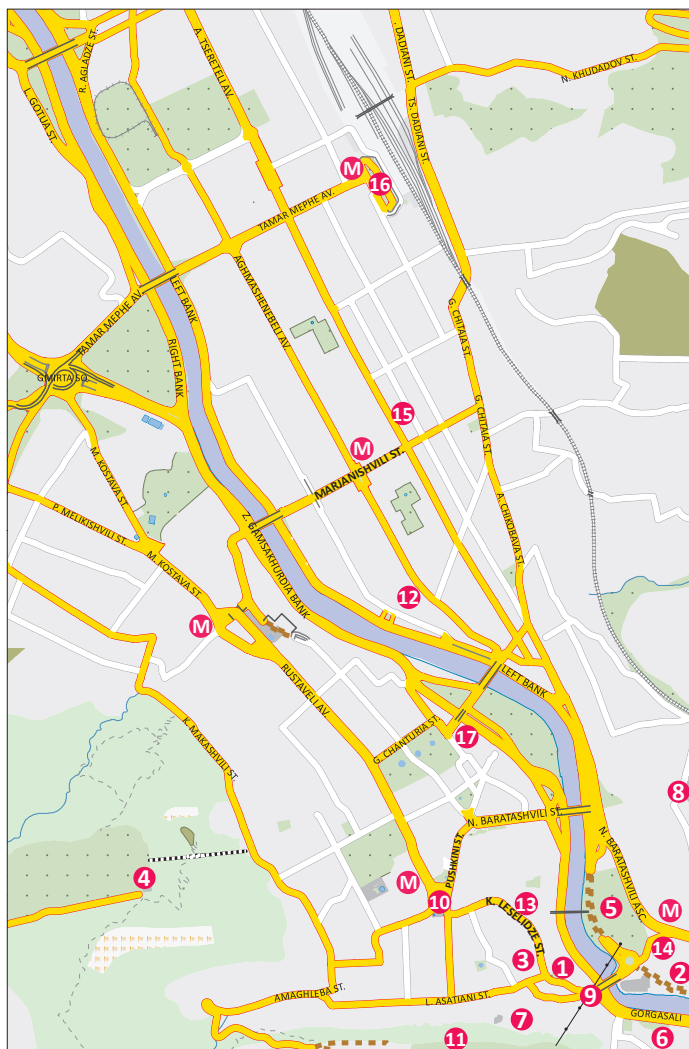 R. AGLADZE ST.
A. TSERETELI AV.
. DADIANI ST.
N. KHUDADOV ST.
L. GOTUA ST.
TS. DADIANI ST.
M
16
TAMAR MEPHE AV.
TAMAR MEPHE AV.
LEFT BANK
AGHMASHENEBELI AV.
G. CHITAIA ST.
RIGHT BANK
GMIRTA SQ.
15
G. CHITAIA ST.
M
MARJANISHVILI ST.
M. KOSTAVA ST.
P. MELIKISHVILI ST.
Z. GAMSAKHURDIA BANK
A. CHIKOBAVA ST.
M. KOSTAVA ST.
12
M
RUSTAVELI AV.
LEFT BANK
K. MAKASHVILI ST.
G. CHANTURIA ST.
17
8
N. BARATASHVILI ST.
PUSHKINI ST.
N. BARATASHVILI ASC.
4
M
10
13
5
M
K. LESELIDZE ST.
14
3
1
2
9
AMAGHLEBA ST.
L. ASATIANI ST.
7
GORGASALI
11
6